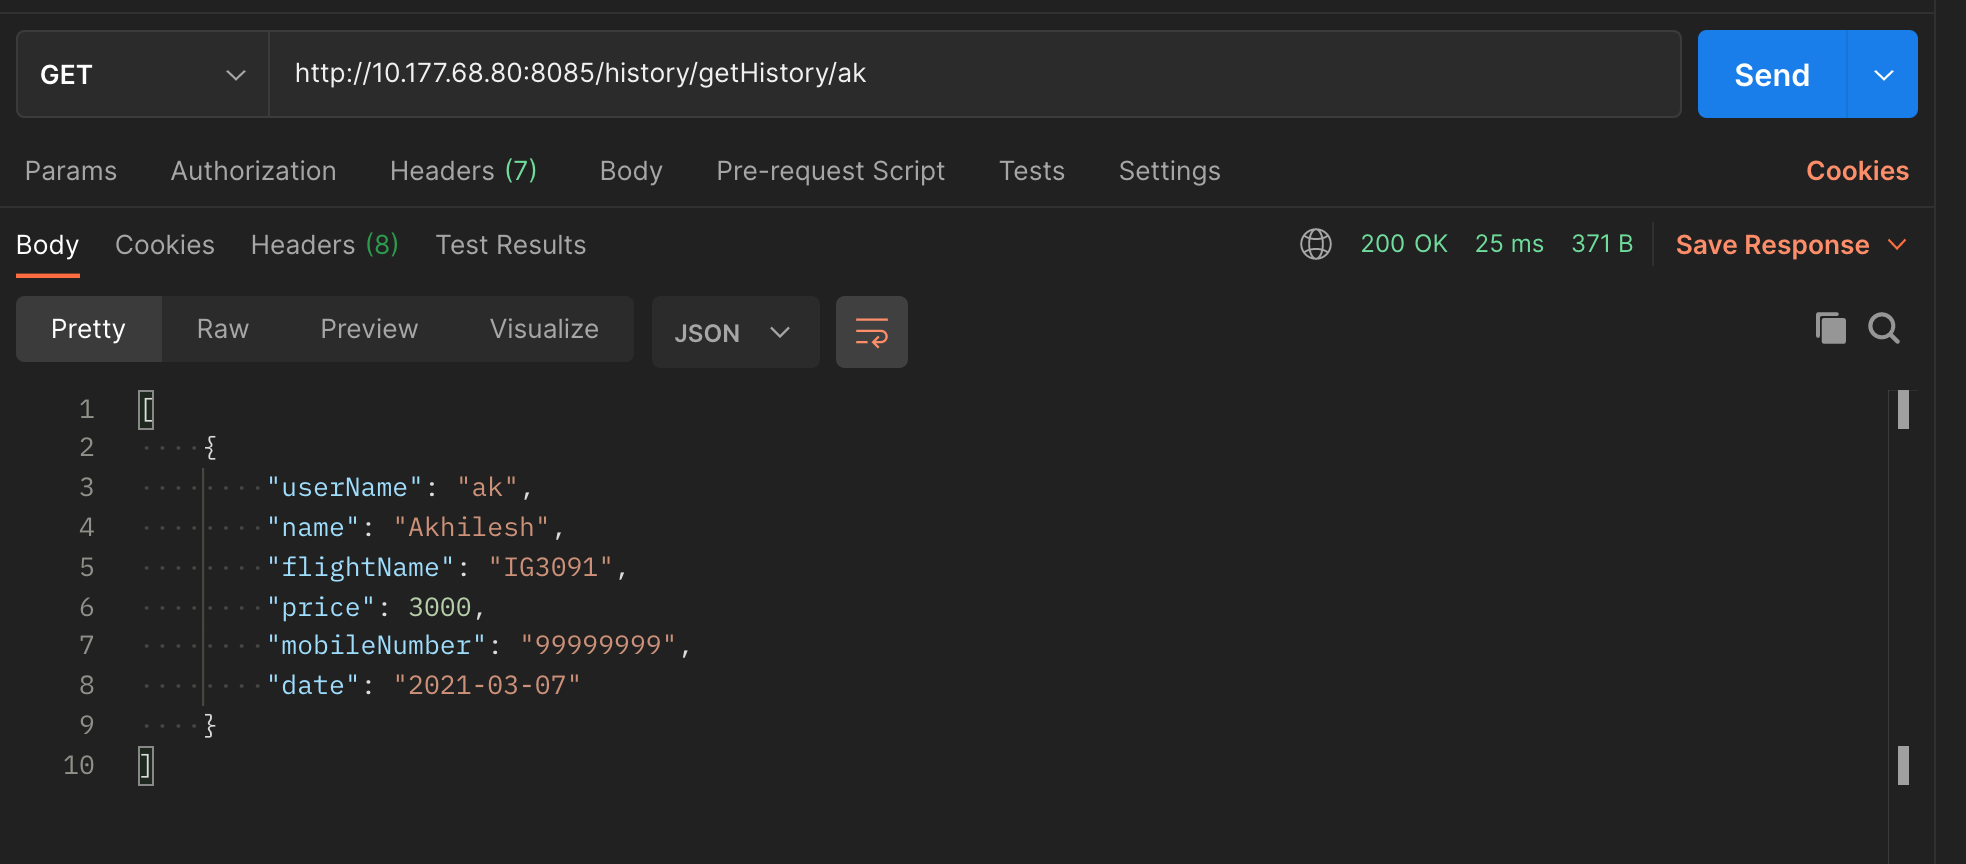 GET http://10.177.68.80:8085/history/getHistory/ak Send
Params Authorization Headers (7) Body Pre-request Script Tests Settings Cookies
Body Cookies Headers (8) Test Results 200 OK 25 ms 371 B Save Response
Pretty Raw Preview Visualize JSON
1 [
2 {
3 "userName": "ak",
4 "name": "Akhilesh",
5 "flightName": "IG3091",
6 "price": 3000,
7 "mobileNumber": "99999999",
8 "date": "2021-03-07"
9 }
10 ]